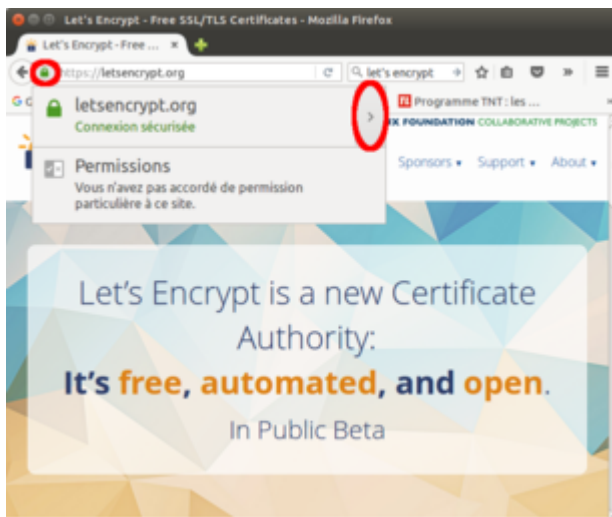 Let's Encrypt - Free SSL/TLS Certificates - Mozilla Firefox
Let's Encrypt - Free ...
https://letsencrypt.org
let's encrypt
letsencrypt.org
Connexion sécurisée
Programme TNT : les ...
FOUNDATION COLLABORATIVE PROJECTS
Permissions
Vous n'avez pas accordé de permission
particulière à ce site.
Sponsors
Support
About
Let's Encrypt is a new Certificate
Authority:
It's free, automated, and open.
In Public Beta